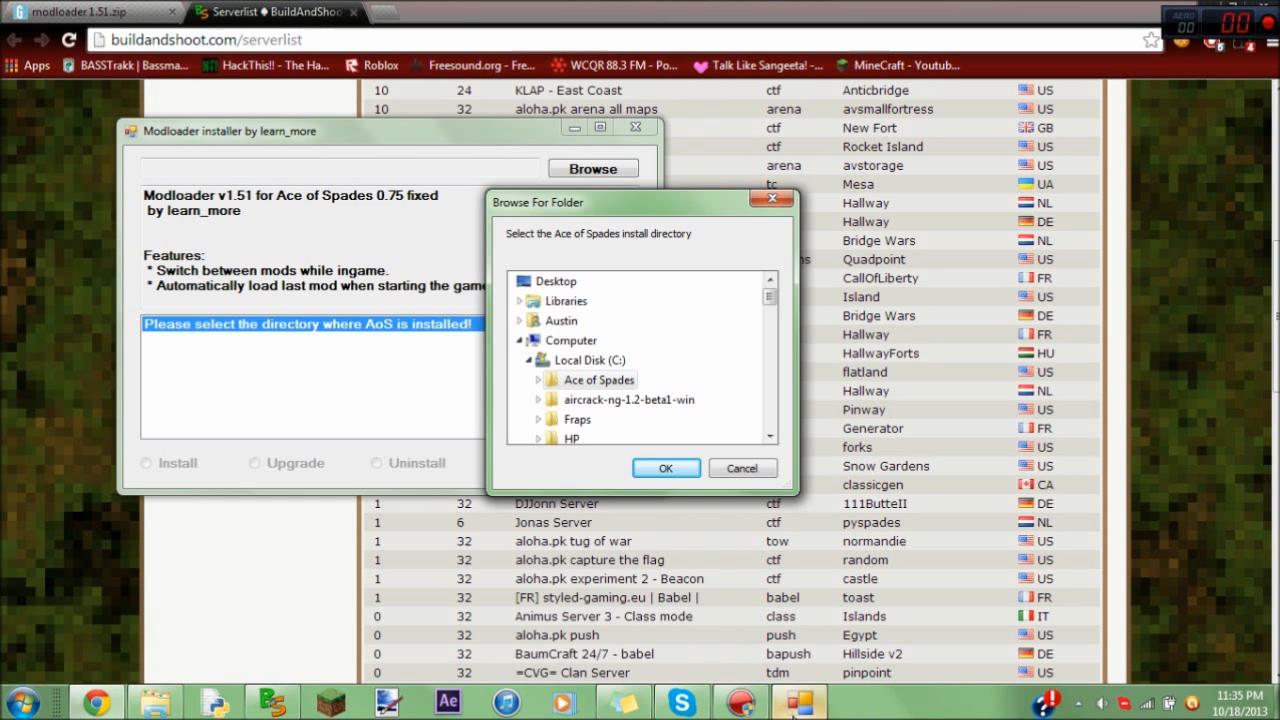 modloader 1.51.zip
Serverlist ♦ BuildAndShoot
AERO 00
00
buildandshoot.com/serverlist
Apps BASSTrakk | Bassma... HackThis!! - The Ha... Roblox Freesound.org - Fre... WCQR 88.3 FM - Po... Talk Like Sangeeta! -... MineCraft - Youtub...
10 24 KLAP - East Coast ctf Anticbridge US
10 32 aloha.pk arena all maps arena avsmallfortress US
ctf New Fort GB
ctf Rocket Island US
arena avstorage US
tc Mesa UA
Hallway NL
Hallway DE
Bridge Wars NL
Quadpoint US
CallOfLiberty FR
Island US
Bridge Wars DE
Hallway FR
HallwayForts HU
flatland US
Hallway NL
Pinway US
Generator FR
forks US
Snow Gardens US
classicgen CA
1 32 DJJonn Server ctf 111ButteII DE
1 6 Jonas Server ctf pyspades NL
1 32 aloha.pk tug of war tow normandie US
1 32 aloha.pk capture the flag ctf random US
1 32 aloha.pk experiment 2 - Beacon ctf castle US
1 32 [FR] styled-gaming.eu | Babel | babel toast FR
0 32 Animus Server 3 - Class mode class Islands IT
0 32 aloha.pk push push Egypt US
0 32 BaumCraft 24/7 - babel bapush Hillside v2 DE
0 32 =CVG= Clan Server tdm pinpoint US
Modloader installer by learn_more
Browse
Modloader v1.51 for Ace of Spades 0.75 fixed
by learn_more
Features:
* Switch between mods while ingame.
* Automatically load last mod when starting the game
Please select the directory where AoS is installed!
Install Upgrade Uninstall
Browse For Folder
Select the Ace of Spades install directory
Desktop
Libraries
Austin
Computer
Local Disk (C:)
Ace of Spades
aircrack-ng-1.2-beta1-win
Fraps
HP
OK Cancel
Ae
11:35 PM
10/18/2013